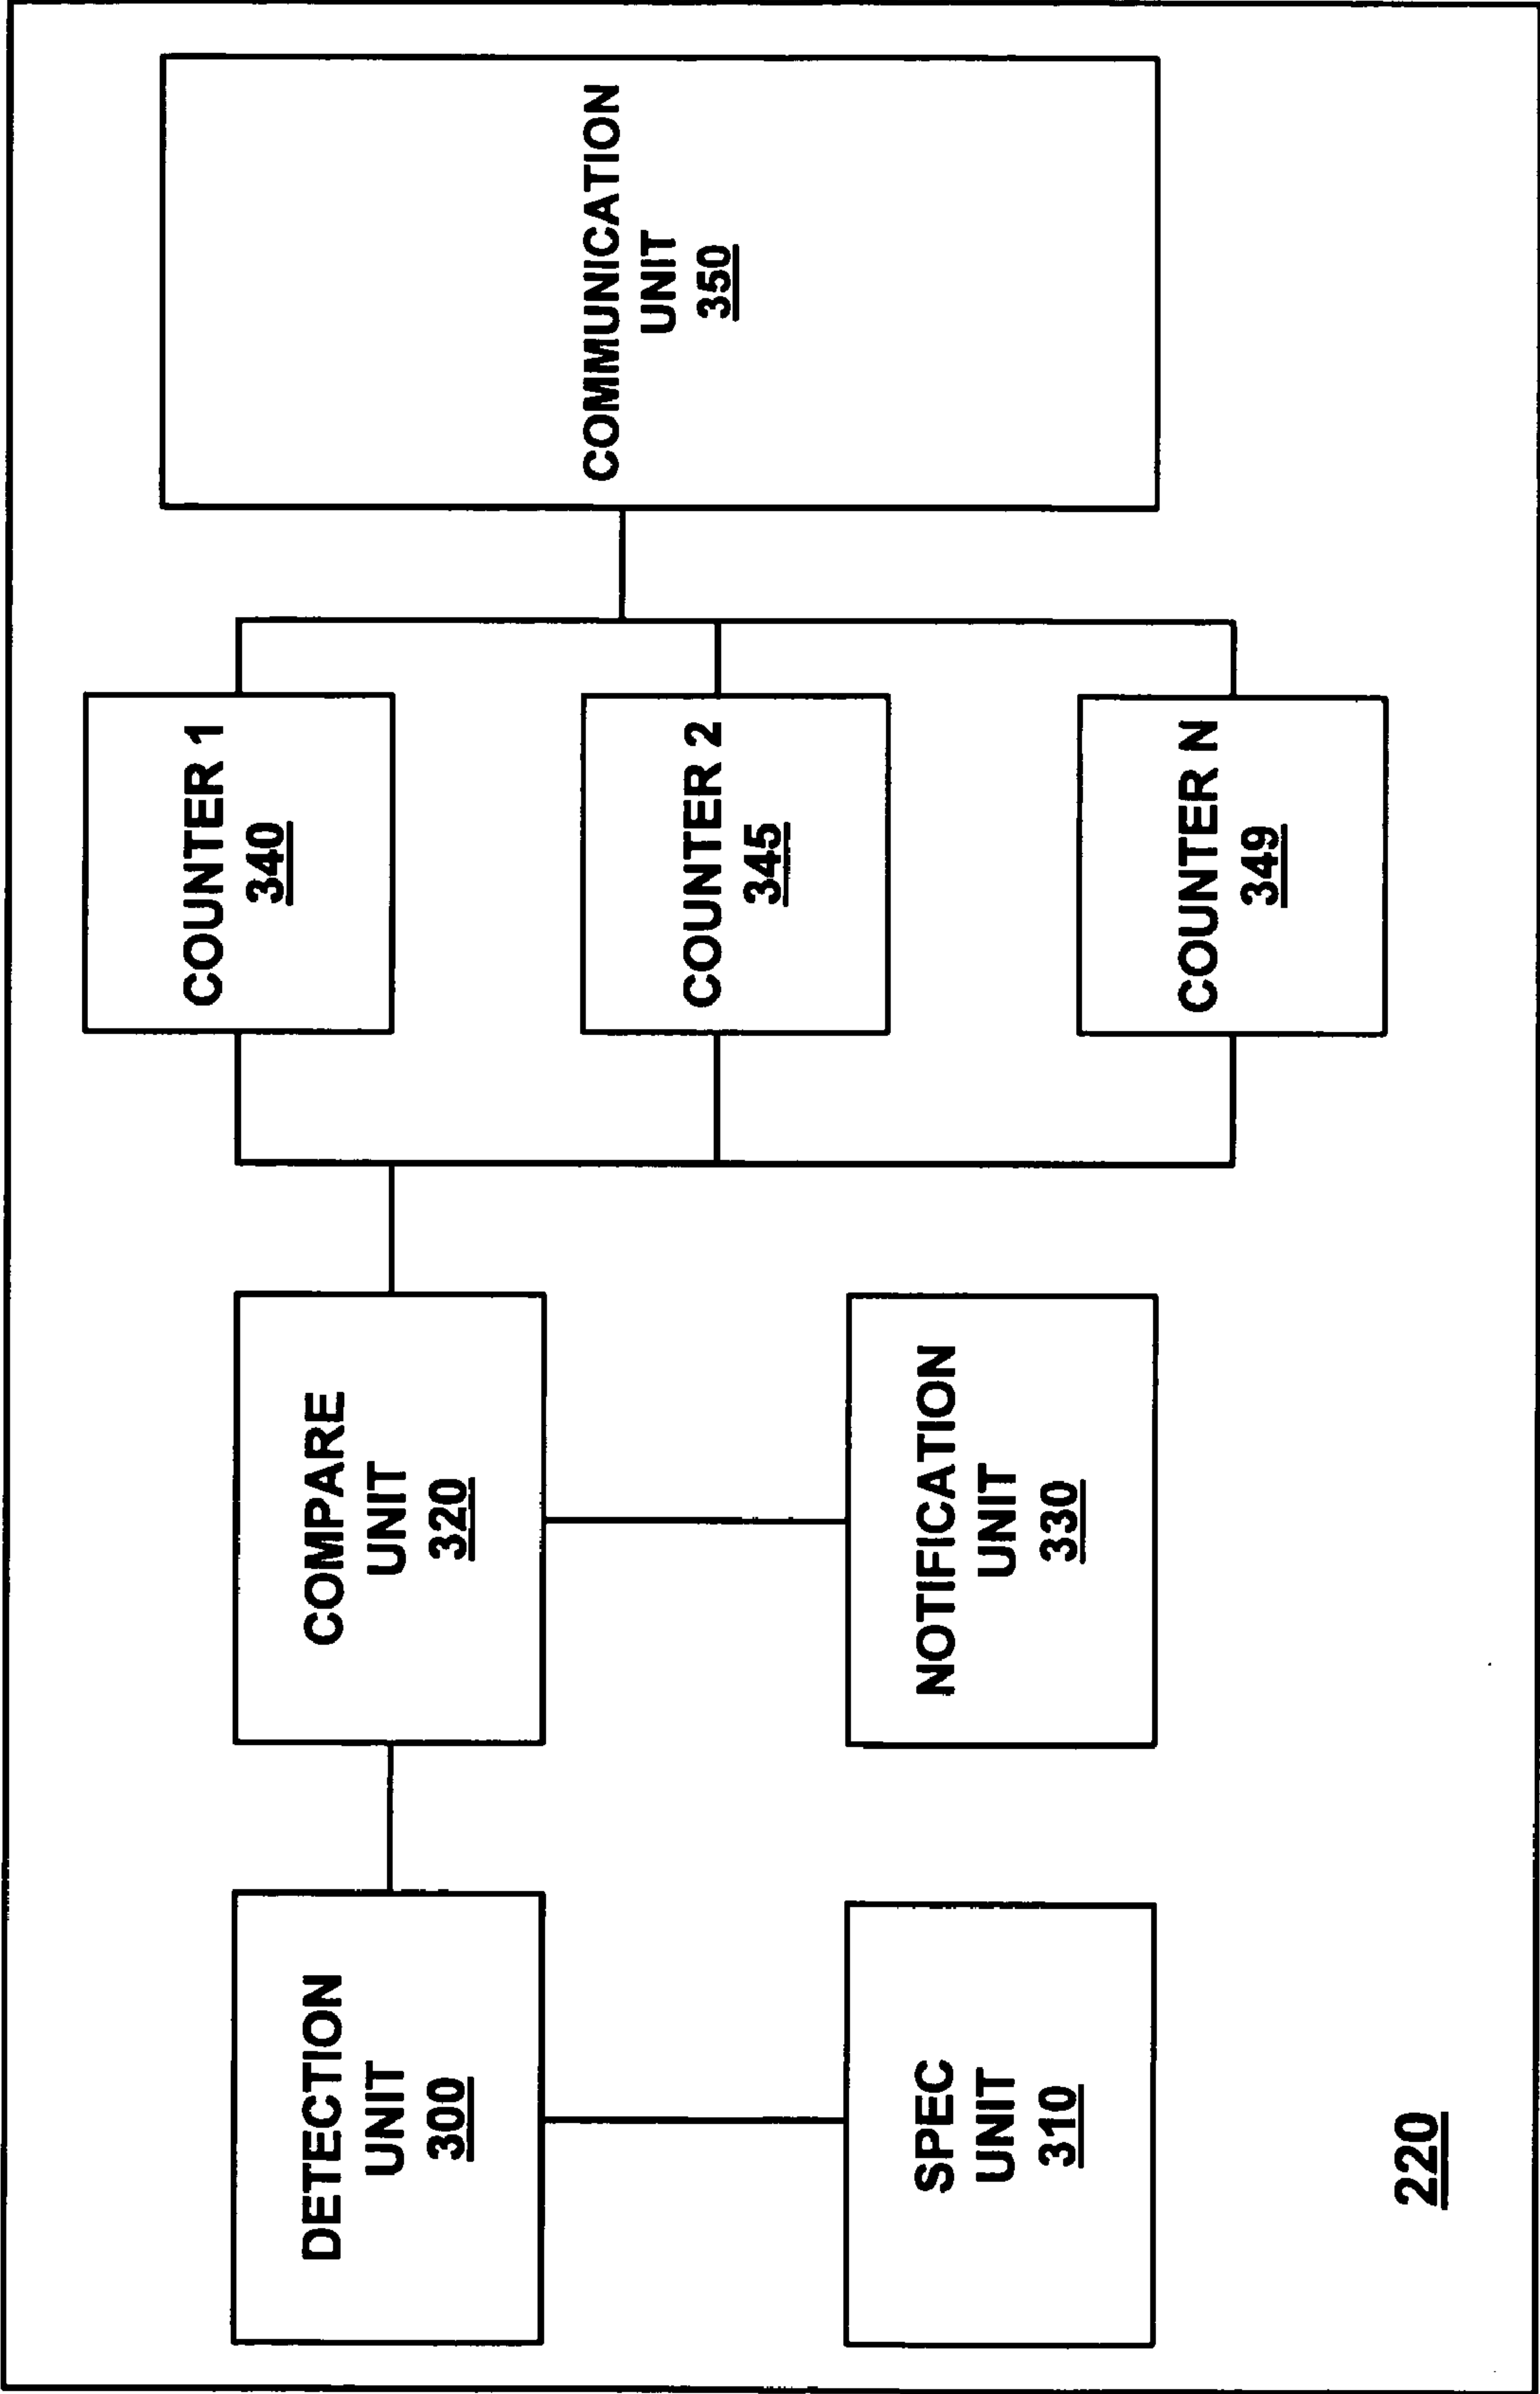 DETECTION
UNIT
300
SPEC
UNIT
310
COMPARE
UNIT
320
NOTIFICATION
UNIT
330
COUNTER 1
340
COUNTER 2
345
COUNTER N
349
COMMUNICATION
UNIT
350
220